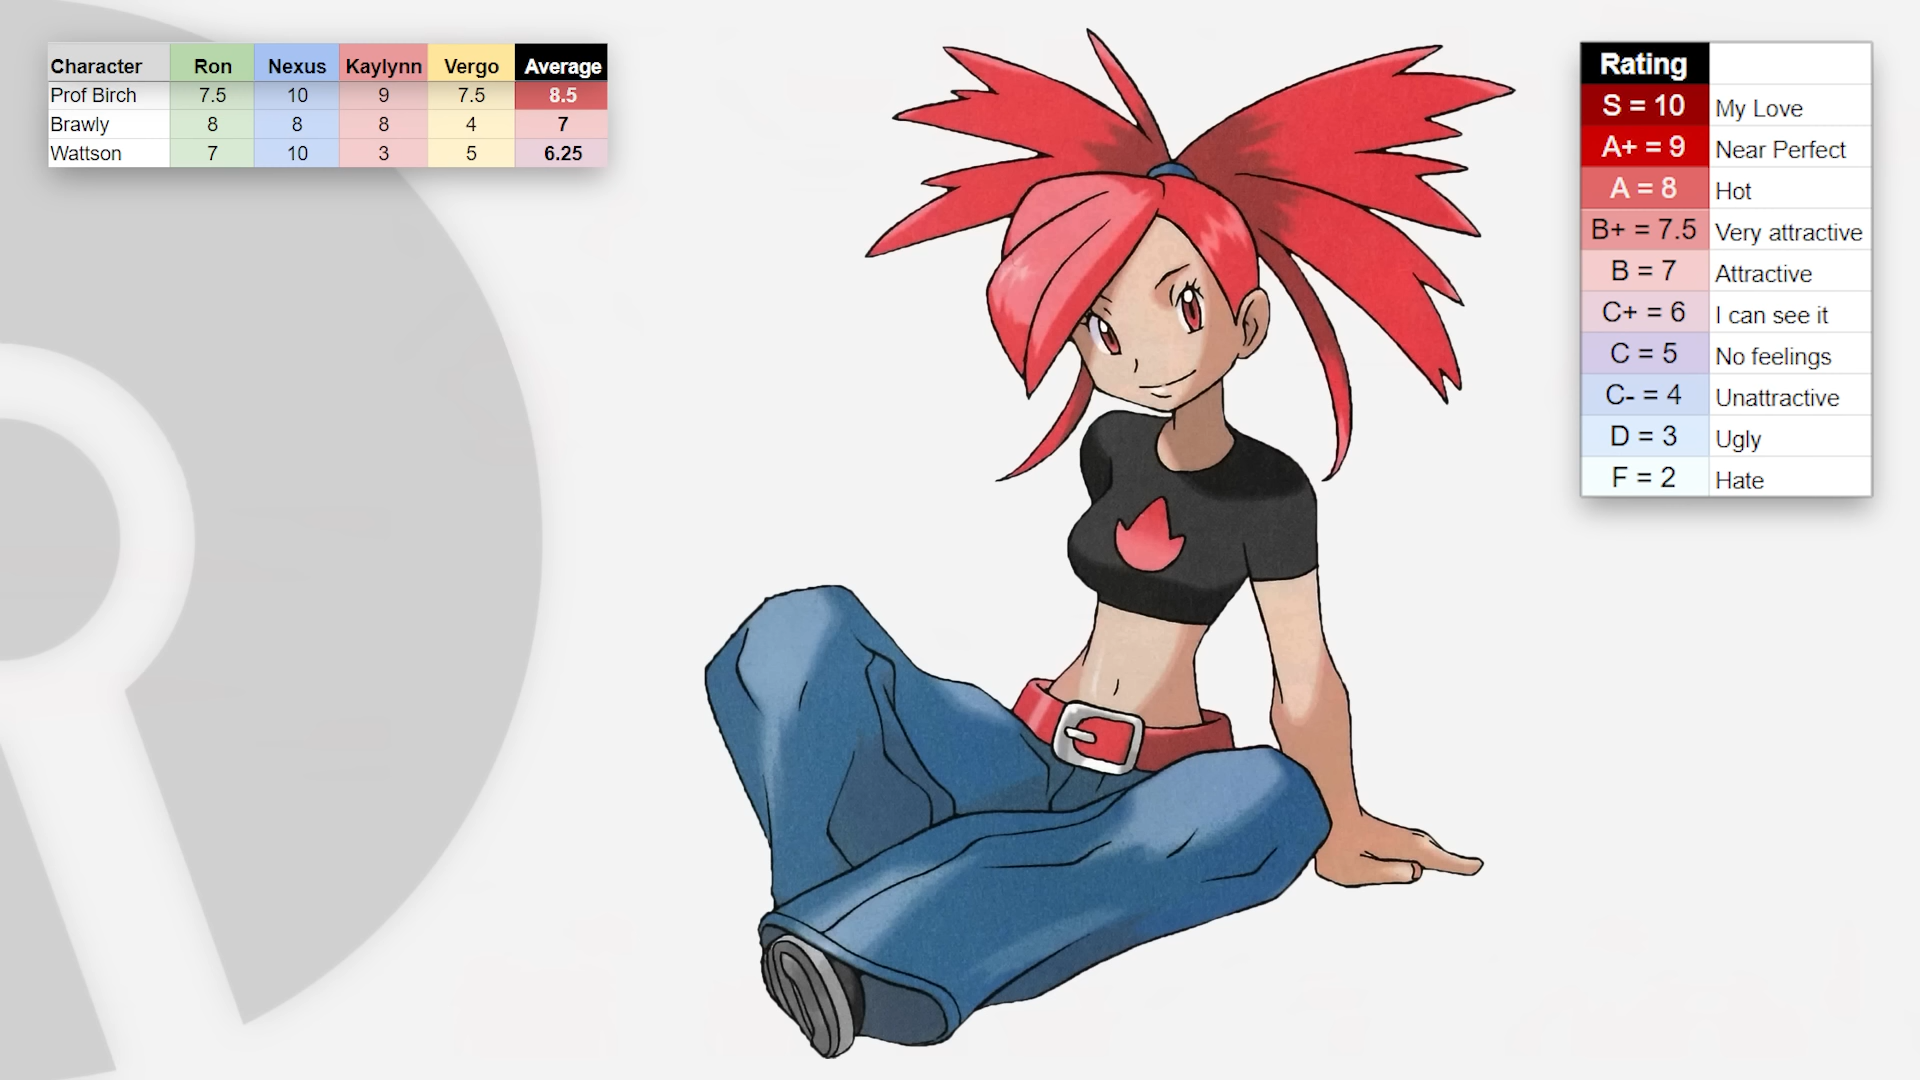 Character Ron Nexus Kaylynn Vergo Average
Prof Birch 7.5 10 9 7.5 8.5
Brawly 8 8 8 4 7
Wattson 7 10 3 5 6.25
Rating
S = 10 My Love
A+ = 9 Near Perfect
A = 8 Hot
B+ = 7.5 Very attractive
B = 7 Attractive
C+ = 6 I can see it
C = 5 No feelings
C- = 4 Unattractive
D = 3 Ugly
F = 2 Hate